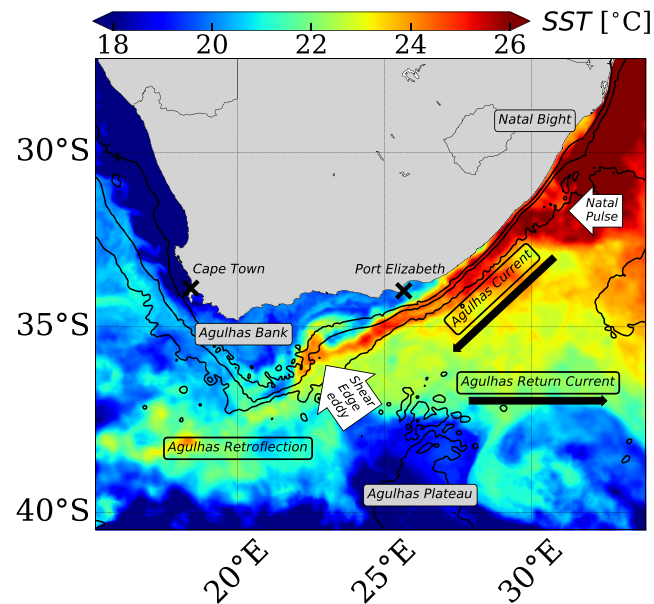 SST [°C]
18 20 22 24 26
Natal Bight
30°S
Natal
Pulse
Cape Town
Port Elizabeth
Agulhas Current
35°S
Agulhas Bank
Agulhas Return Current
Shear
Edge
eddy
Agulhas Retroflection
Agulhas Plateau
40°S
20°E 25°E 30°E